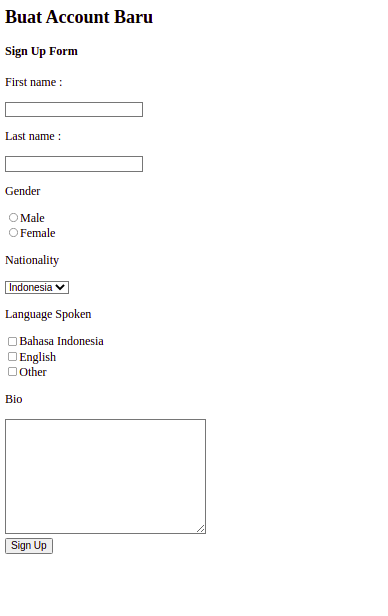 Buat Account Baru
Sign Up Form
First name :
Last name :
Gender
Male
Female
Nationality
Indonesia
Language Spoken
Bahasa Indonesia
English
Other
Bio
Sign Up